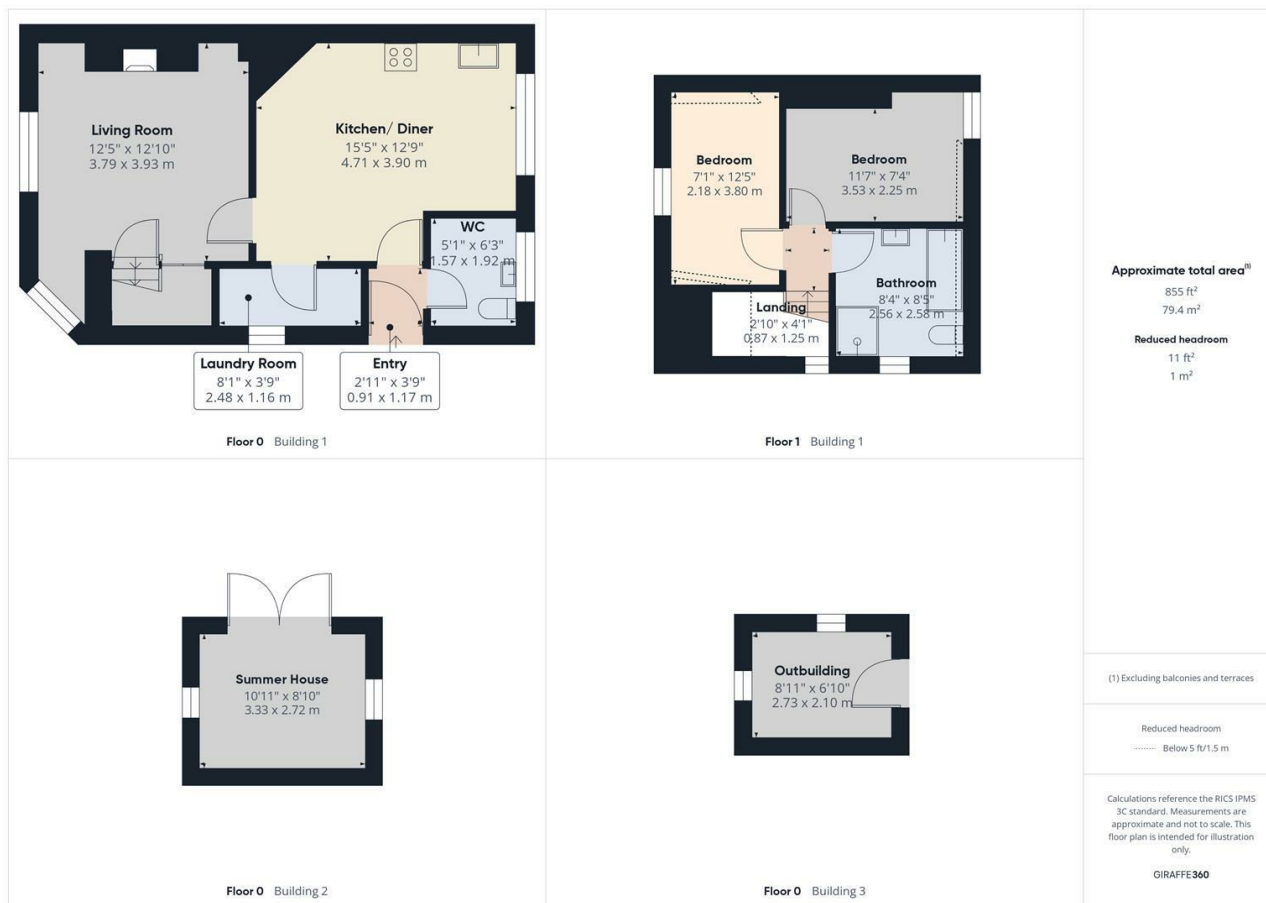 Living Room
12'5" x 12'10"
3.79 x 3.93 m
Kitchen/ Diner
15'5" x 12'9"
4.71 x 3.90 m
WC
5'1" x 6'3"
1.57 x 1.92 m
Laundry Room
8'1" x 3'9"
2.48 x 1.16 m
Entry
2'11" x 3'9"
0.91 x 1.17 m
Floor 0 Building 1
Bedroom
7'1" x 12'5"
2.18 x 3.80 m
Bedroom
11'7" x 7'4"
3.53 x 2.25 m
Landing
2'10" x 4'1"
0.87 x 1.25 m
Bathroom
8'4" x 8'5"
2.56 x 2.58 m
Floor 1 Building 1
Summer House
10'11" x 8'10"
3.33 x 2.72 m
Floor 0 Building 2
Outbuilding
8'11" x 6'10"
2.73 x 2.10 m
Floor 0 Building 3
Approximate total area(1)
855 ft²
79.4 m²
Reduced headroom
11 ft²
1 m²
(1) Excluding balconies and terraces
Reduced headroom
Below 5 ft/1.5 m
Calculations reference the RICS IPMS
3C standard. Measurements are
approximate and not to scale. This
floor plan is intended for illustration
only.
GIRAFFE360